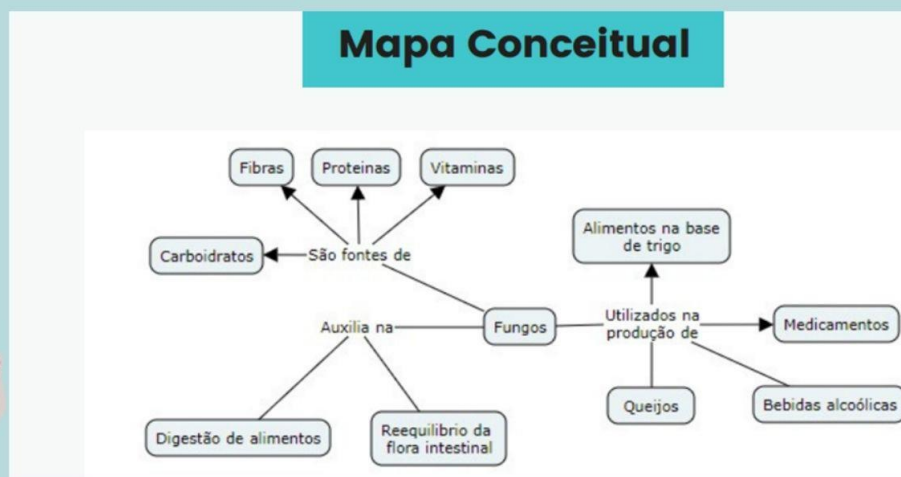 Mapa Conceitual
Fibras
Proteinas
Vitaminas
Carboidratos
São fontes de
Alimentos na base
de trigo
Auxilia na
Fungos
Utilizados na
produção de
Medicamentos
Queijos
Bebidas alcoólicas
Digestão de alimentos
Reequilibrio da
flora intestinal